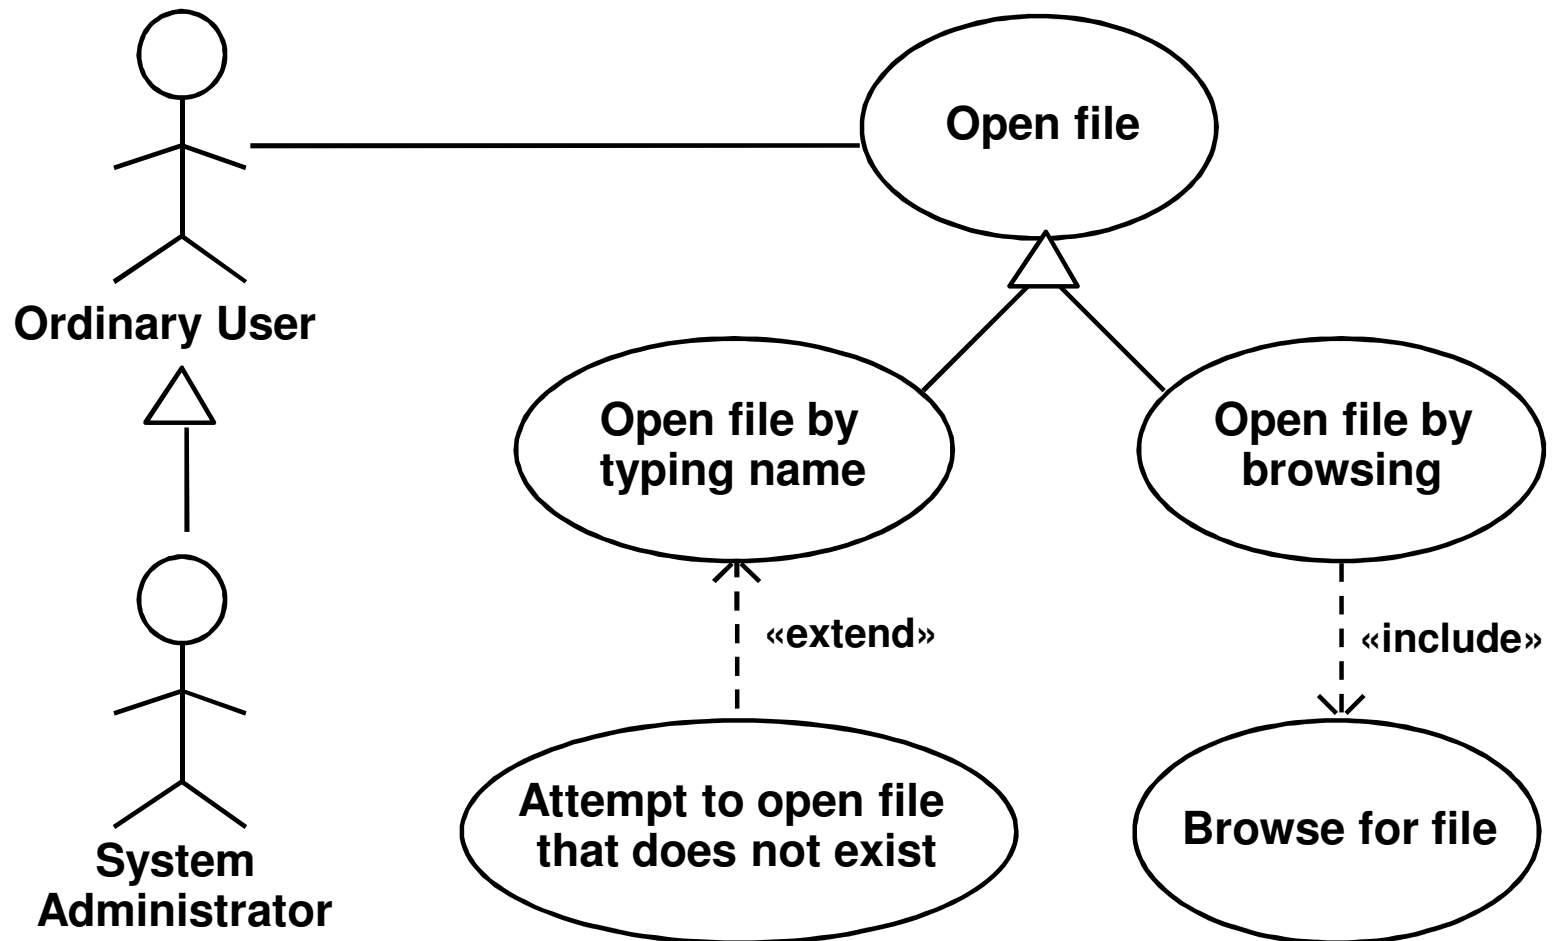 Open file
Ordinary User
Open file by
typing name
Open file by
browsing
«extend»
«include»
Attempt to open file
that does not exist
Browse for file
System
Administrator